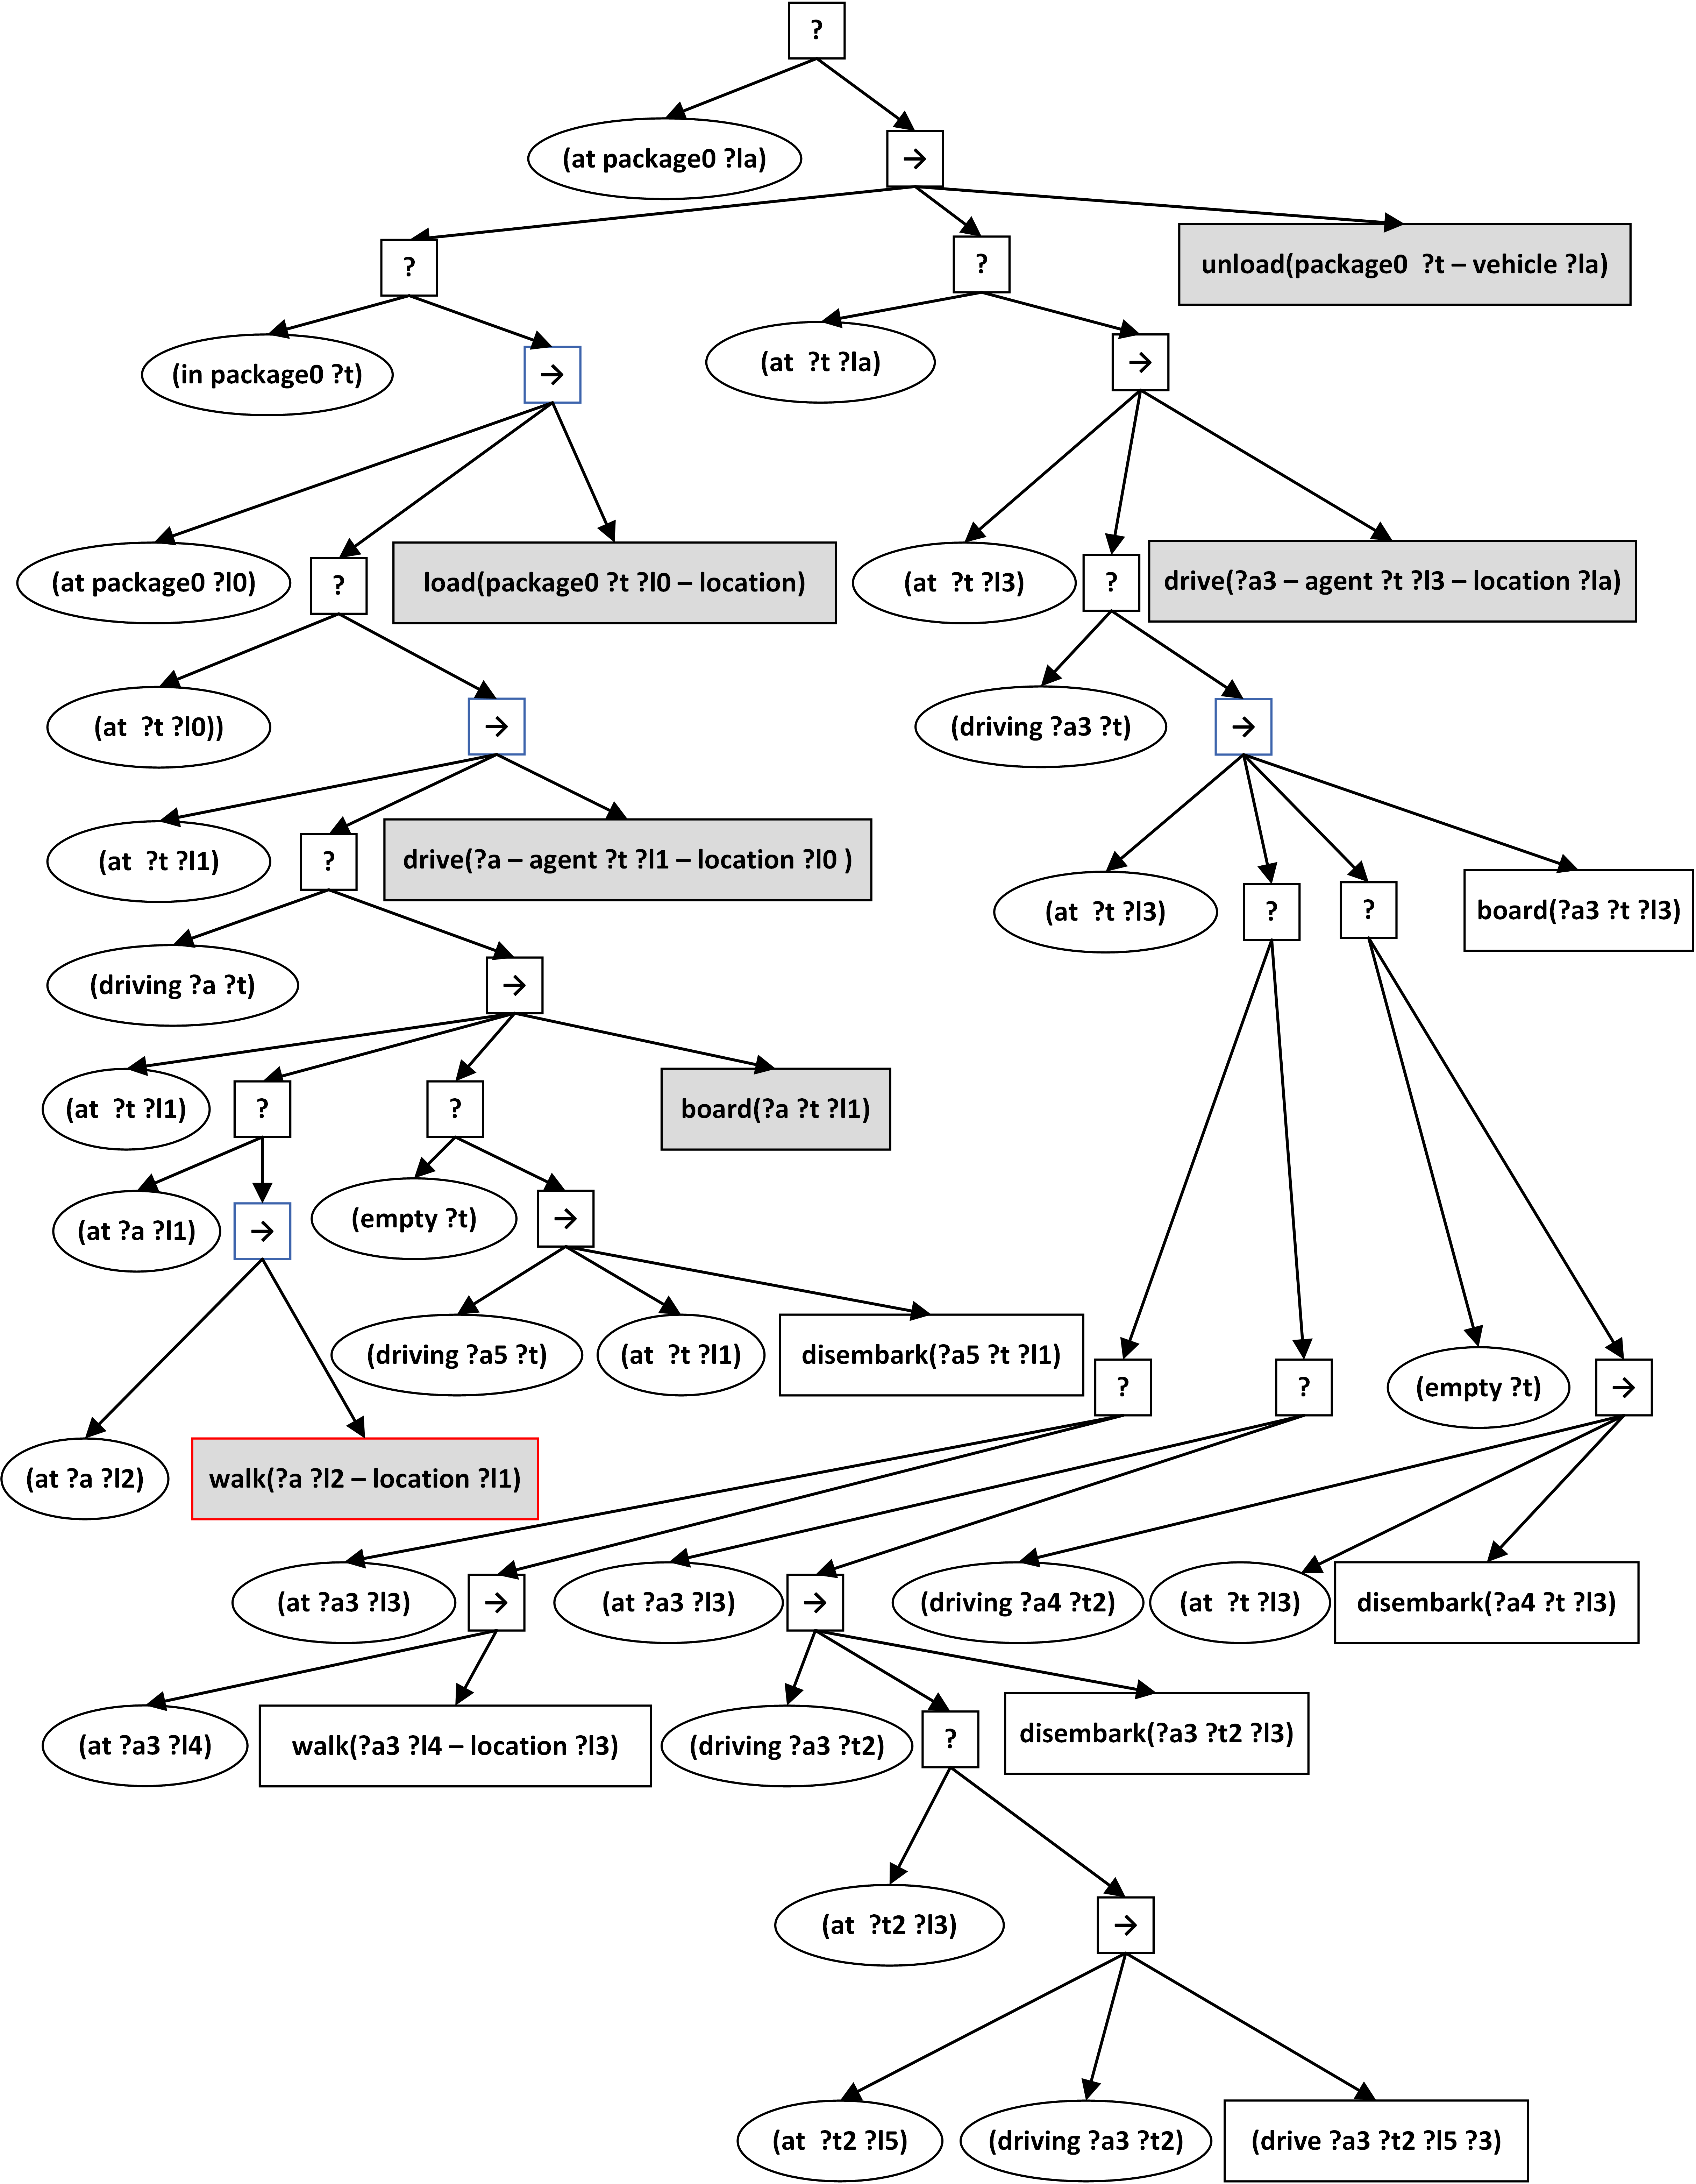 ?
(at package0 ?la)
→
?
?
unload(package0  ?t – vehicle ?la)
(in package0 ?t)
→
(at  ?t ?la)
→
(at package0 ?l0)
?
load(package0 ?t ?l0 – location)
(at  ?t ?l3)
?
drive(?a3 – agent ?t ?l3 – location ?la)
(at  ?t ?l0))
→
(driving ?a3 ?t)
→
(at  ?t ?l1)
?
drive(?a – agent ?t ?l1 – location ?l0 )
(at  ?t ?l3)
?
?
board(?a3 ?t ?l3)
(driving ?a ?t)
→
(at  ?t ?l1)
?
?
board(?a ?t ?l1)
(at ?a ?l1)
→
(empty ?t)
→
(driving ?a5 ?t)
(at  ?t ?l1)
disembark(?a5 ?t ?l1)
?
?
(empty ?t)
→
(at ?a ?l2)
walk(?a ?l2 – location ?l1)
(at ?a3 ?l3)
→
(at ?a3 ?l3)
→
(driving ?a4 ?t2)
(at  ?t ?l3)
disembark(?a4 ?t ?l3)
(at ?a3 ?l4)
walk(?a3 ?l4 – location ?l3)
(driving ?a3 ?t2)
?
disembark(?a3 ?t2 ?l3)
(at  ?t2 ?l3)
→
(at  ?t2 ?l5)
(driving ?a3 ?t2)
(drive ?a3 ?t2 ?l5 ?3)